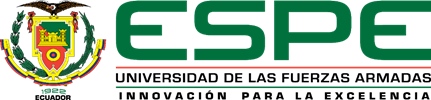 ESPE
UNIVERSIDAD DE LAS FUERZAS ARMADAS
INNOVACIÓN PARA LA EXCELENCIA
1922
ECUADOR